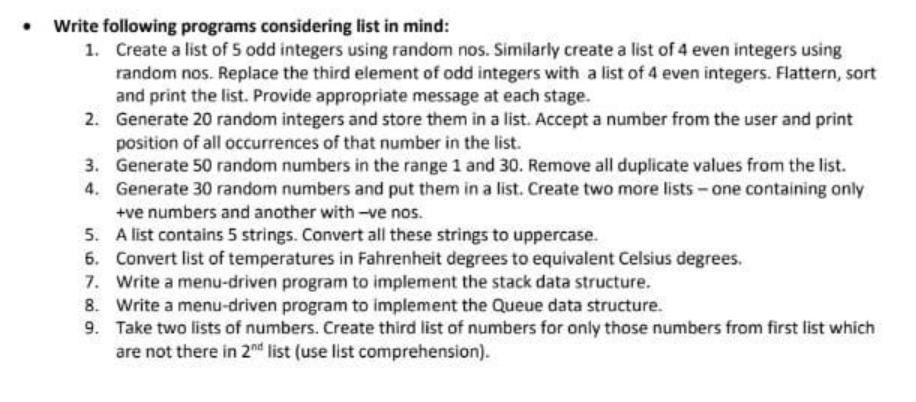 • Write following programs considering list in mind:
1. Create a list of 5 odd integers using random nos. Similarly create a list of 4 even integers using
random nos. Replace the third element of odd integers with a list of 4 even integers. Flattern, sort
and print the list. Provide appropriate message at each stage.
2. Generate 20 random integers and store them in a list. Accept a number from the user and print
position of all occurrences of that number in the list.
3. Generate 50 random numbers in the range 1 and 30. Remove all duplicate values from the list.
4. Generate 30 random numbers and put them in a list. Create two more lists – one containing only
+ve numbers and another with –ve nos.
5. A list contains 5 strings. Convert all these strings to uppercase.
6. Convert list of temperatures in Fahrenheit degrees to equivalent Celsius degrees.
7. Write a menu-driven program to implement the stack data structure.
8. Write a menu-driven program to implement the Queue data structure.
9. Take two lists of numbers. Create third list of numbers for only those numbers from first list which
are not there in 2nd list (use list comprehension).